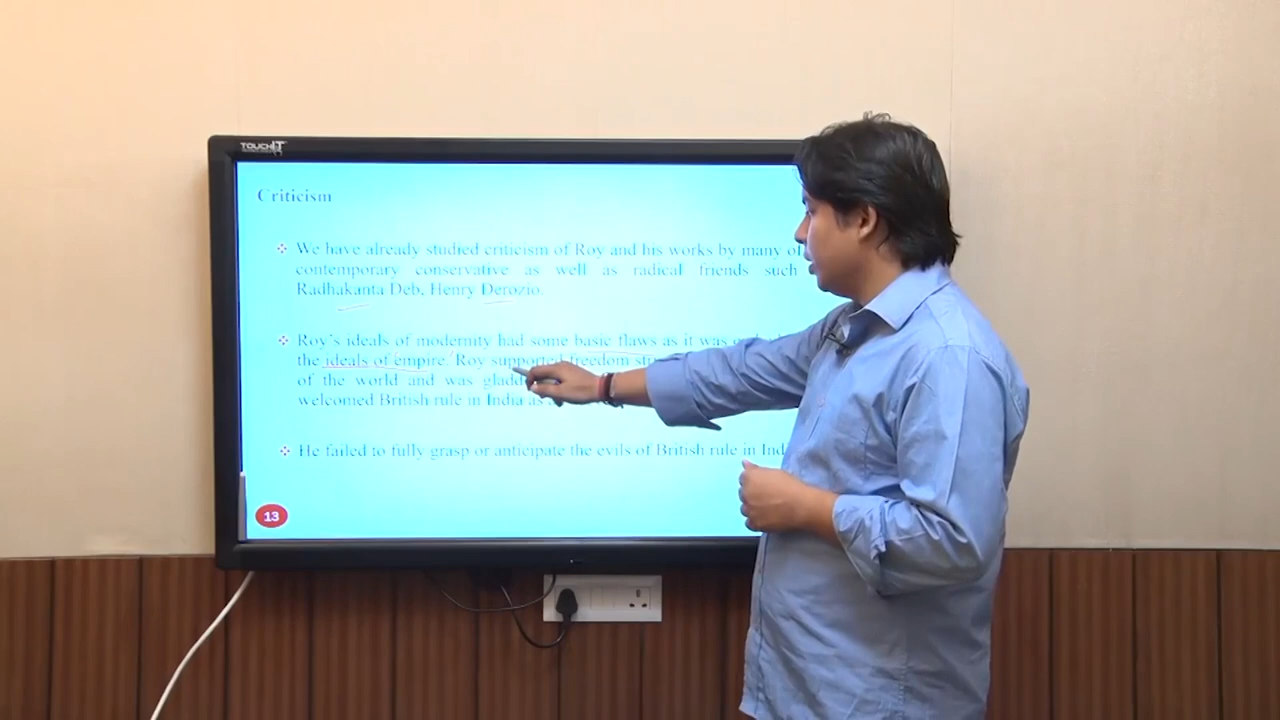 TOUCHIT
Criticism
❖ We have already studied criticism of Roy and his works by many of
contemporary conservative as well as radical friends such
Radhakanta Deb, Henry Derozio.
❖ Roy's ideals of modernity had some basic flaws as it was
the ideals of empire. Roy supported freedom
of the world and was
welcomed British rule in India as
❖ He failed to fully grasp or anticipate the evils of British rule in
13